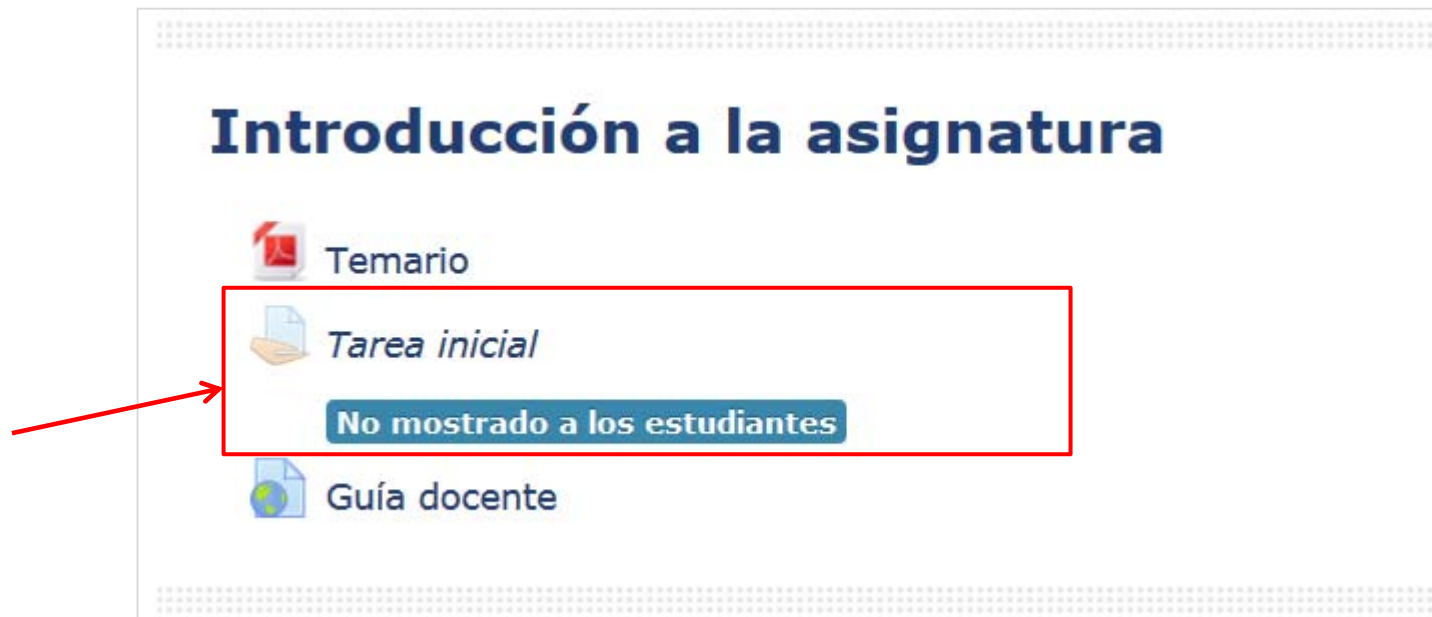 Introducción a la asignatura
Temario
Tarea inicial
No mostrado a los estudiantes
Guía docente